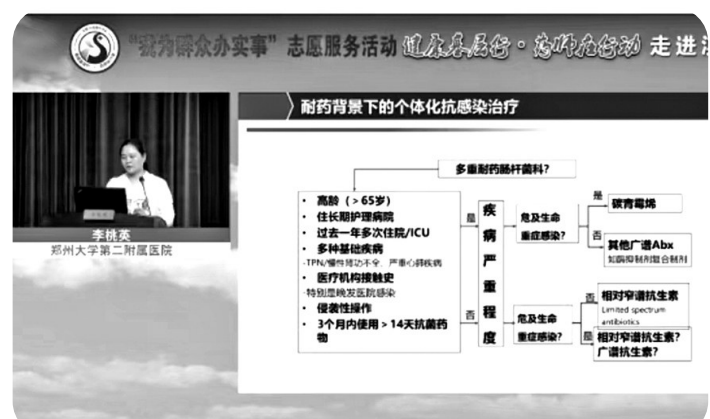 “我为群众办实事”志愿服务活动 健康基层行·药师在行动 走进
耐药背景下的个体化抗感染治疗
李桃英
郑州大学第二附属医院
多重耐药肠杆菌科?
• 高龄（>65岁）
• 住长期护理病院
• 过去一年多次住院/ICU
• 多种基础疾病
-TPN/慢性肾功不全、严重心肺疾病
• 医疗机构接触史
-特别是晚发医院感染
• 侵袭性操作
• 3个月内使用>14天抗菌药
物
是
否
疾病严重程度
危及生命
重症感染?
是
碳青霉烯
否
其他广谱Abx
如酶抑制剂复合制剂
危及生命
重症感染?
否
相对窄谱抗生素
Limited spectrum
antibiotics
是
相对窄谱抗生素?
广谱抗生素?